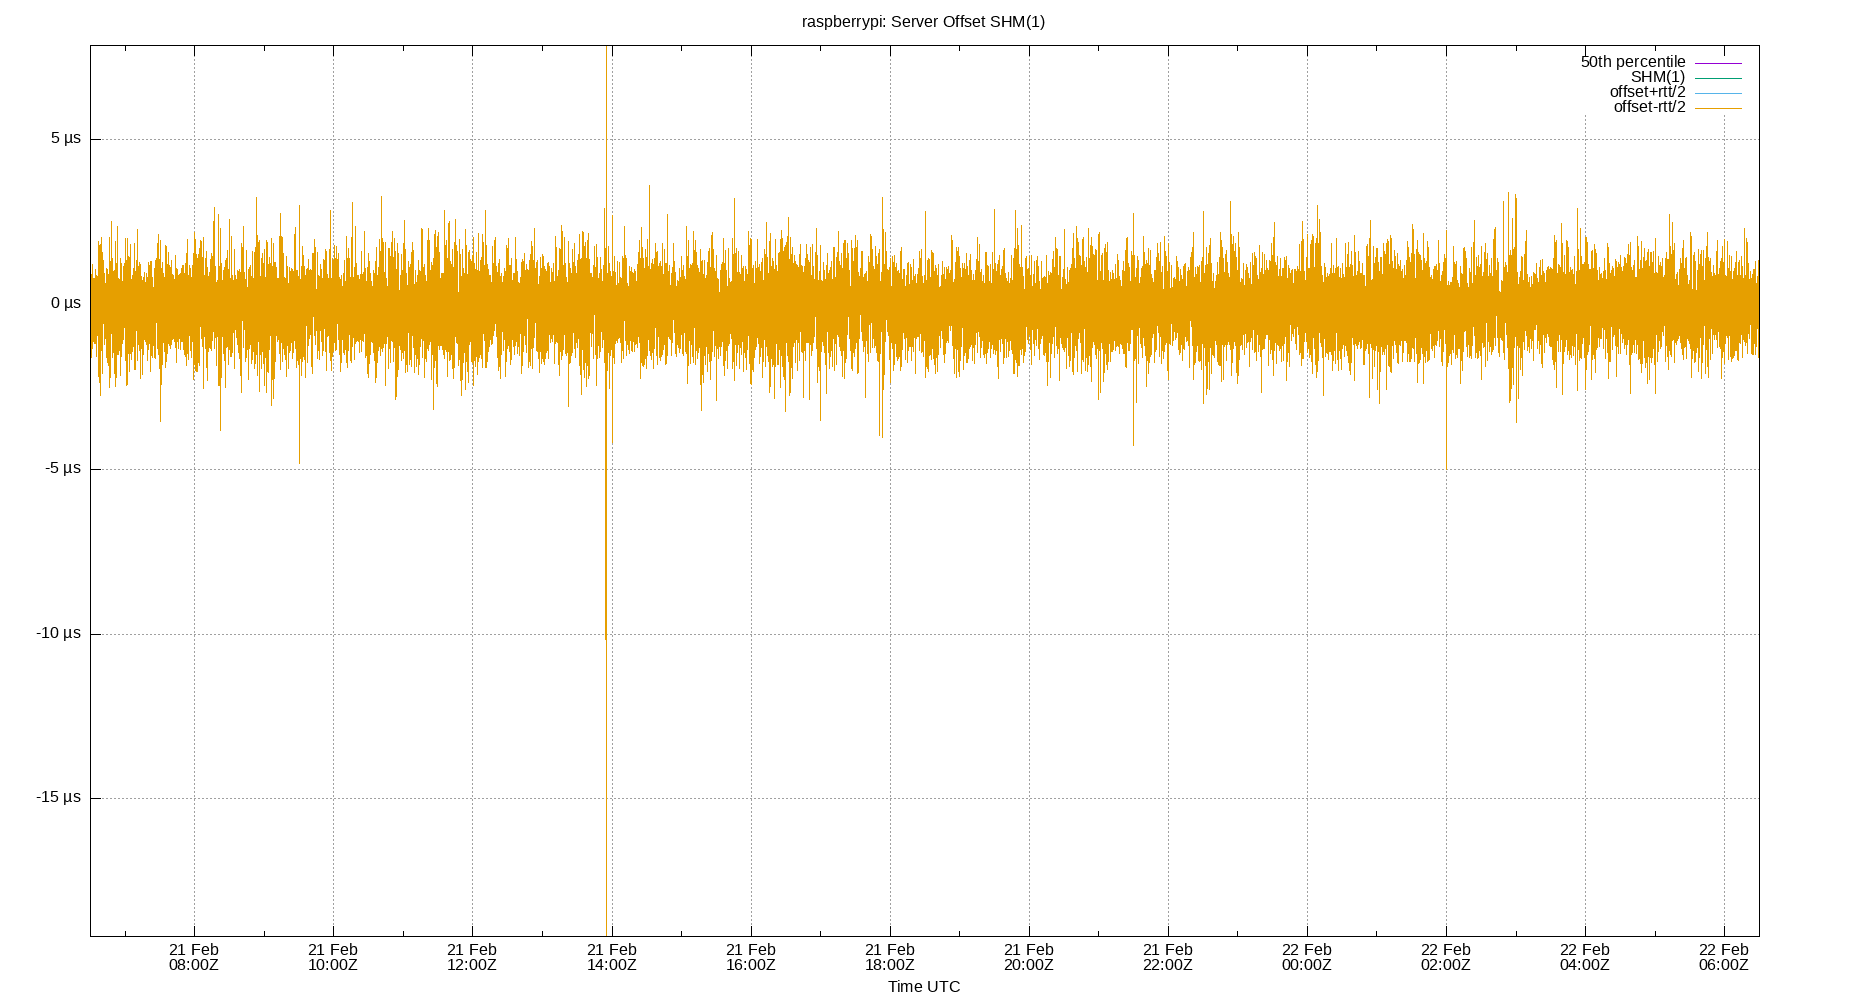 raspberrypi: Server Offset SHM(1)
50th percentile
SHM(1)
offset+rtt/2
offset-rtt/2
5 µs
0 µs
-5 µs
-10 µs
-15 µs
21 Feb 21 Feb 21 Feb 21 Feb 21 Feb 21 Feb 21 Feb 21 Feb 22 Feb 22 Feb 22 Feb 22 Feb
08:00Z 10:00Z 12:00Z 14:00Z 16:00Z 18:00Z 20:00Z 22:00Z 00:00Z 02:00Z 04:00Z 06:00Z
Time UTC